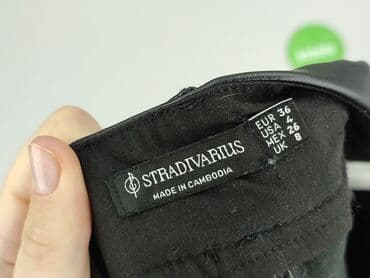 STRADIVARIUS
MADE IN CAMBODIA
EUR 36
USA 4
MEX 26
UK 8